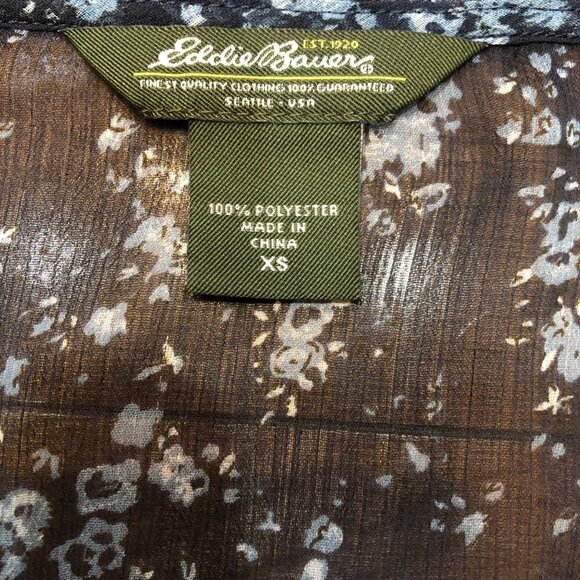 EST. 1920
Eddie Bauer®
FINEST QUALITY CLOTHING 100% GUARANTEED
SEATTLE • USA
100% POLYESTER
MADE IN
CHINA
XS